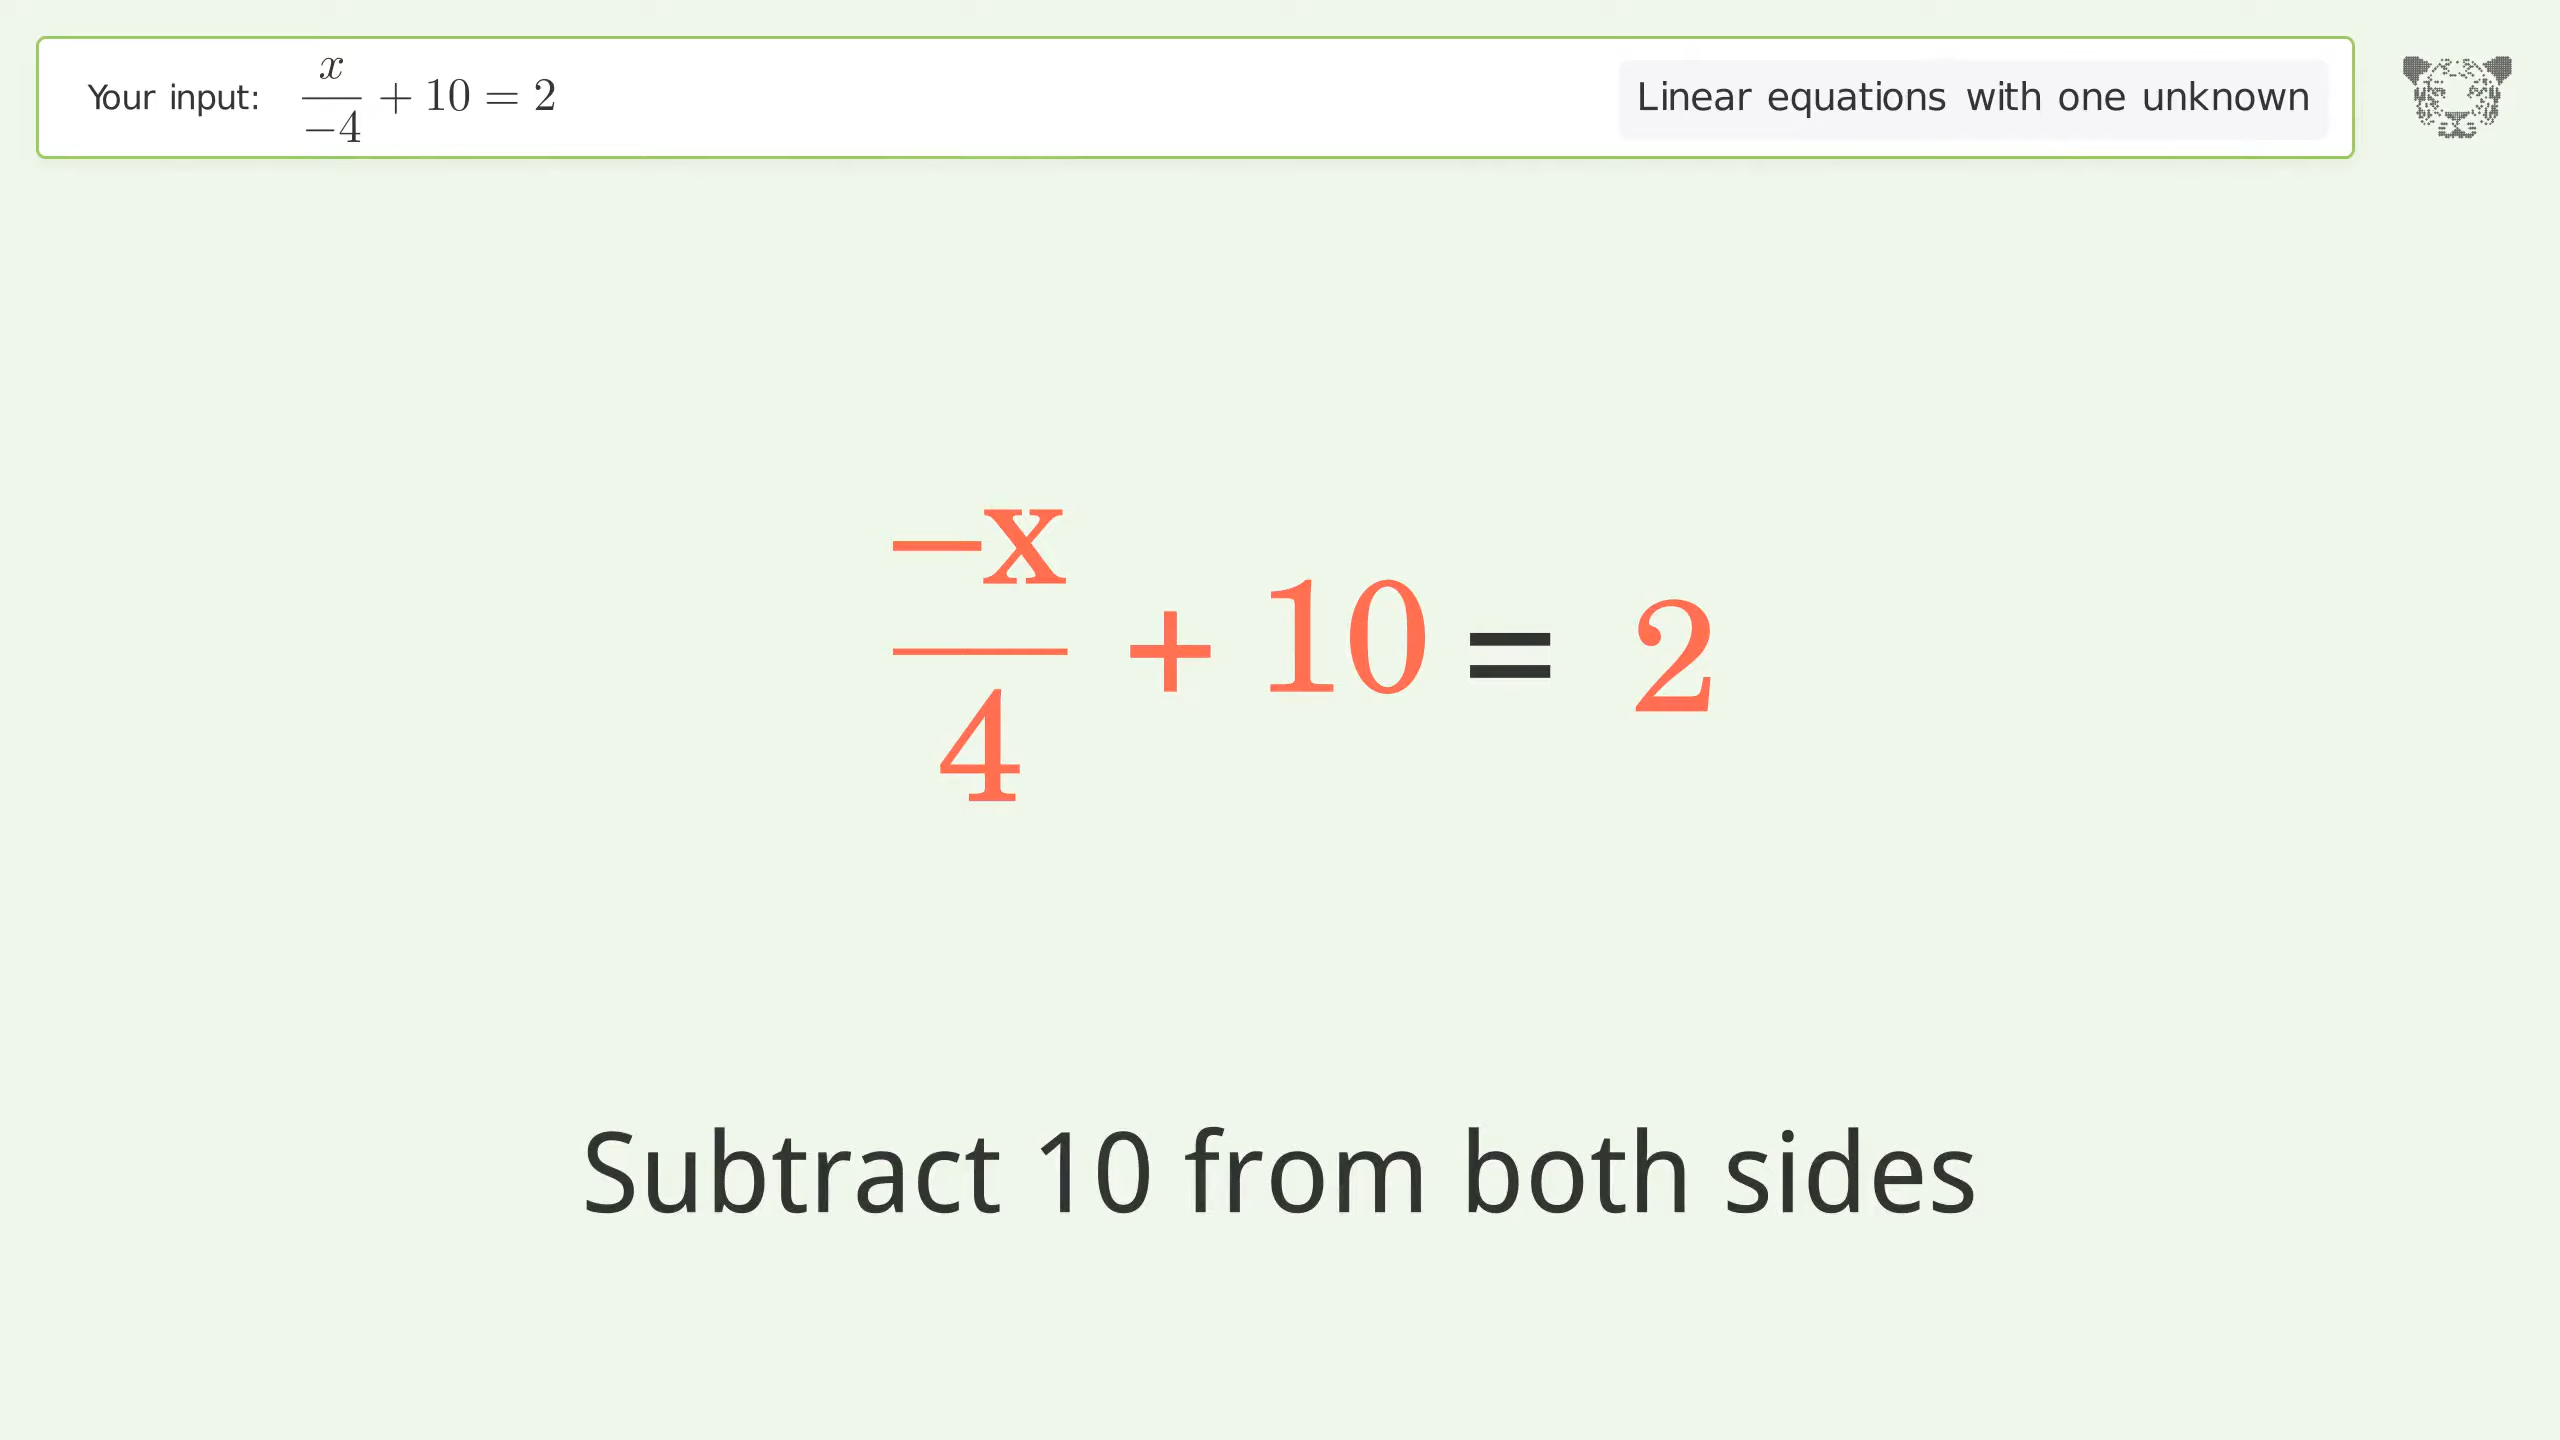 Your input: x/−4 + 10 = 2
Linear equations with one unknown
−x/4 + 10 = 2
Subtract 10 from both sides